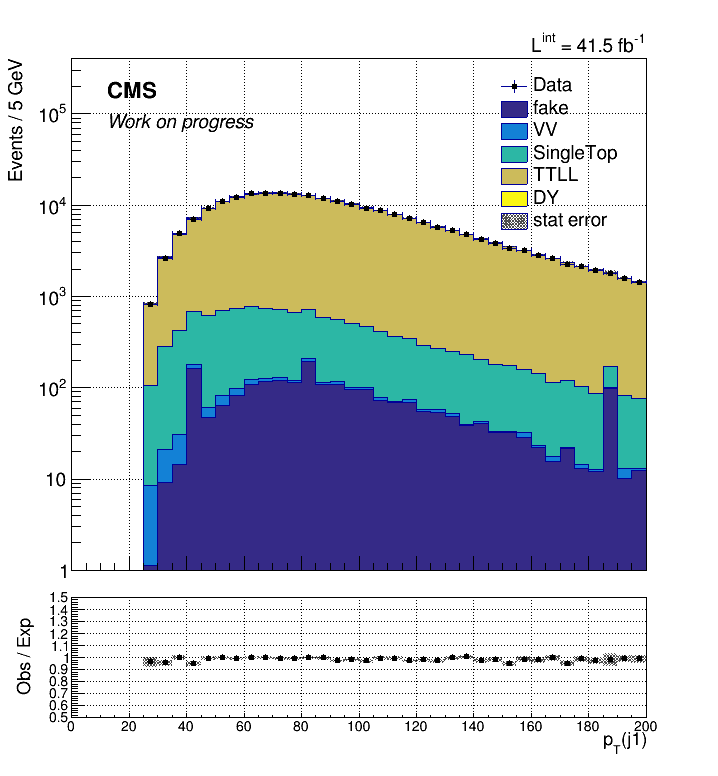 L^int = 41.5 fb^-1
Events / 5 GeV
CMS
Work on progress
Data
fake
VV
SingleTop
TTLL
DY
stat error
10^5
10^4
10^3
10^2
10
1
Obs / Exp
1.5
1.4
1.3
1.2
1.1
1
0.9
0.8
0.7
0.6
0.5
0 20 40 60 80 100 120 140 160 180 200
p_T(j1)